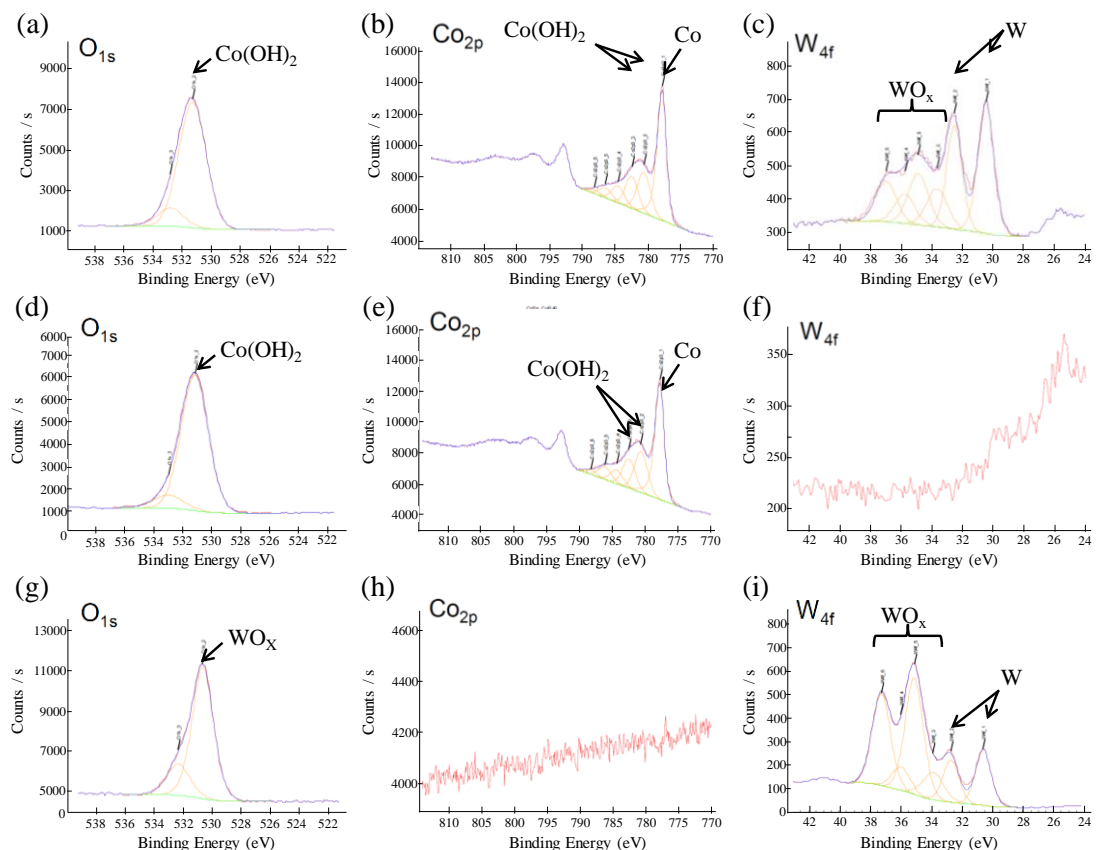 (a)
O1s
Co(OH)2
9000
7000
5000
3000
1000
Counts / s
538 536 534 532 530 528 526 524 522
Binding Energy (eV)
(b)
Co2p
Co(OH)2
Co
16000
14000
12000
10000
8000
6000
4000
Counts / s
810 805 800 795 790 785 780 775 770
Binding Energy (eV)
(c)
W4f
W
WOx
800
700
600
500
400
300
Counts / s
42 40 38 36 34 32 30 28 26 24
Binding Energy (eV)
(d)
O1s
Co(OH)2
6000
7000
6000
5000
4000
3000
2000
1000
0
Counts / s
538 536 534 532 530 528 526 524 522
Binding Energy (eV)
(e)
Co2p
Co(OH)2
Co
16000
14000
12000
10000
8000
6000
4000
Counts / s
810 805 800 795 790 785 780 775 770
Binding Energy (eV)
(f)
W4f
350
300
250
200
Counts / s
42 40 38 36 34 32 30 28 26 24
Binding Energy (eV)
(g)
O1s
WOX
13000
11000
9000
7000
5000
0
Counts / s
538 536 534 532 530 528 526 524 522
Binding Energy (eV)
(h)
Co2p
4600
4400
4200
4000
Counts / s
810 805 800 795 790 785 780 775 770
Binding Energy (eV)
(i)
W4f
WOx
W
800
700
600
500
400
300
200
100
0
Counts / s
42 40 38 36 34 32 30 28 26 24
Binding Energy (eV)